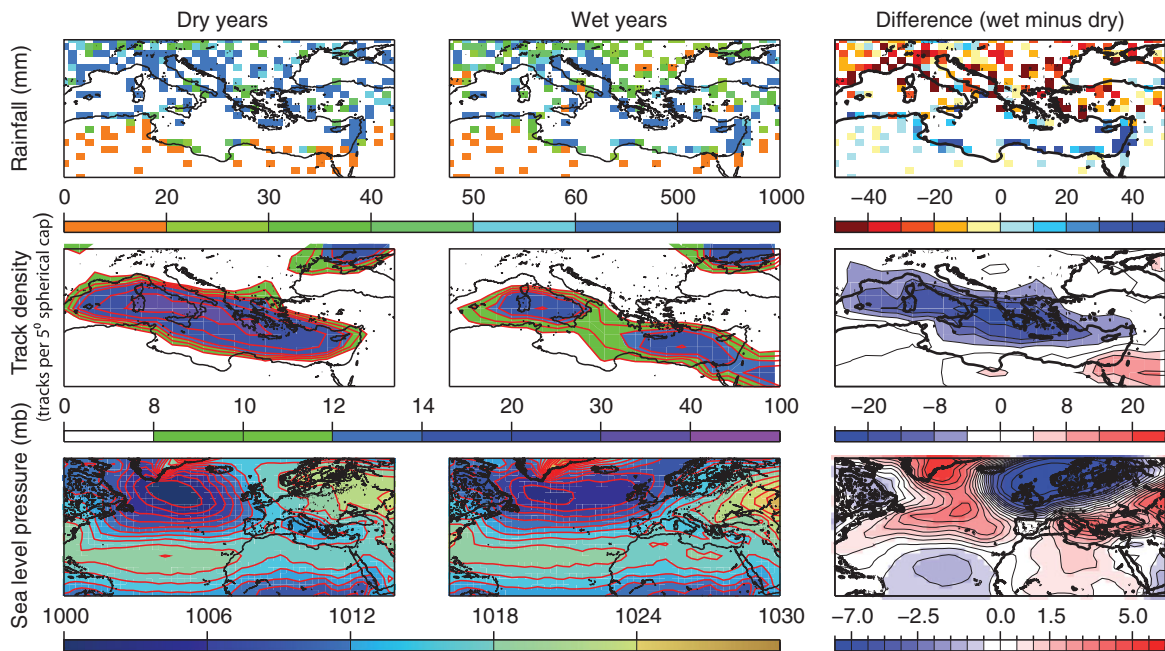 Dry years
Wet years
Difference (wet minus dry)
Rainfall (mm)
0 20 30 40 50 60 500 1000
−40 −20 0 20 40
Track density
(tracks per 5⁰ spherical cap)
0 8 10 12 14 20 30 40 100
−20 −8 0 8 20
Sea level pressure (mb)
1000 1006 1012 1018 1024 1030
−7.0 −2.5 0.0 1.5 5.0